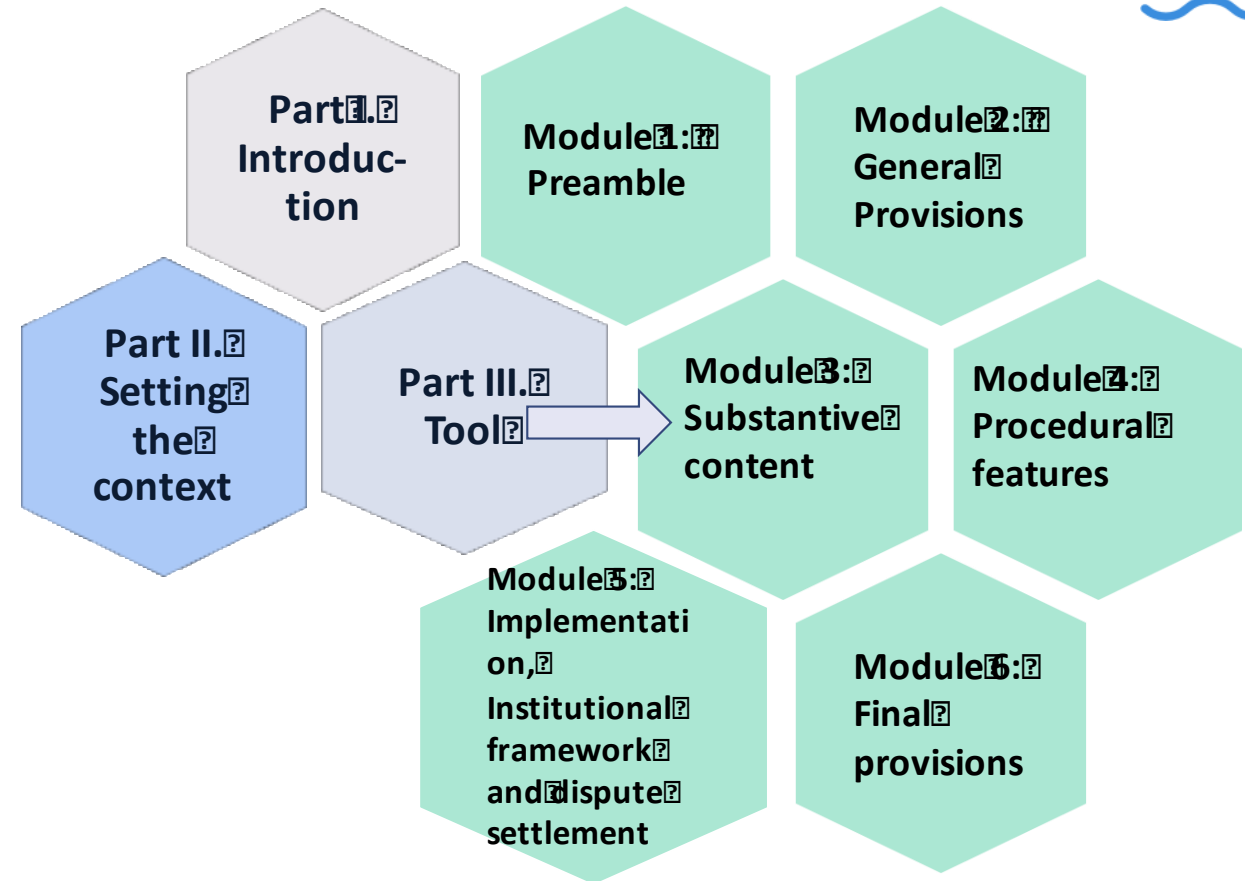 Part I.
Introduc-
tion
Module 1:
Preamble
Module 2:
General
Provisions
Part II.
Setting
the
context
Part III.
Tool
Module 3:
Substantive
content
Module 4:
Procedural
features
Module 5:
Implementati
on,
Institutional
framework
and dispute
settlement
Module 6:
Final
provisions